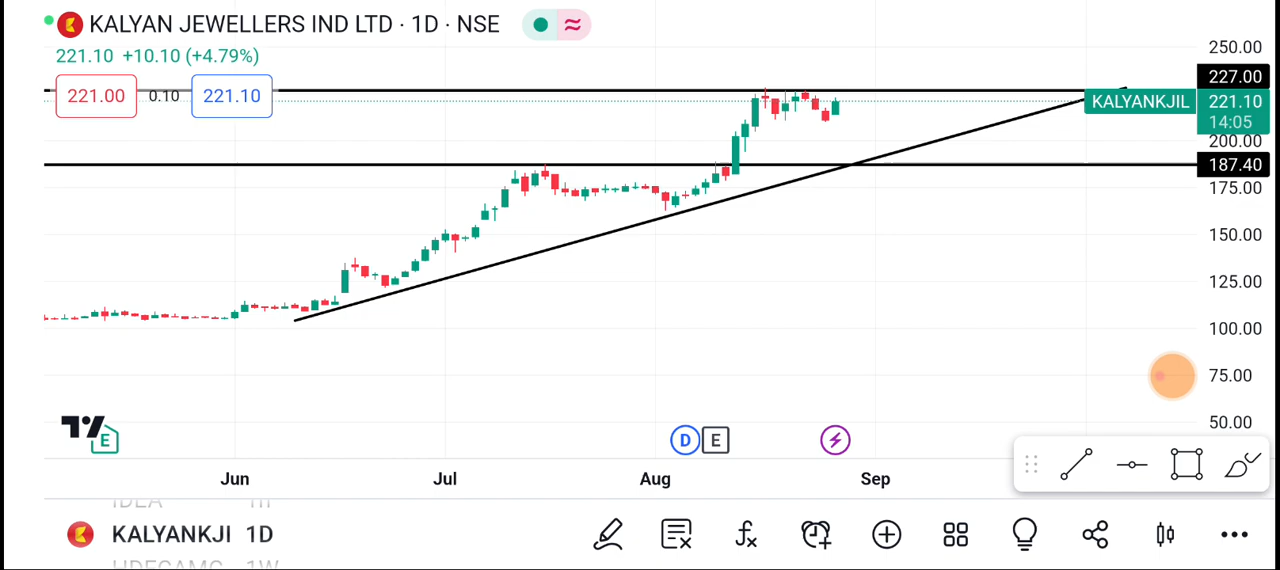 KALYAN JEWELLERS IND LTD · 1D · NSE
221.10 +10.10 (+4.79%)
221.00 0.10 221.10
250.00
227.00
KALYANKJIL 221.10
14:05
200.00
187.40
175.00
150.00
125.00
100.00
75.00
50.00
E D E
Jun Jul Aug Sep
IDEA 1H
KALYANKJI 1D